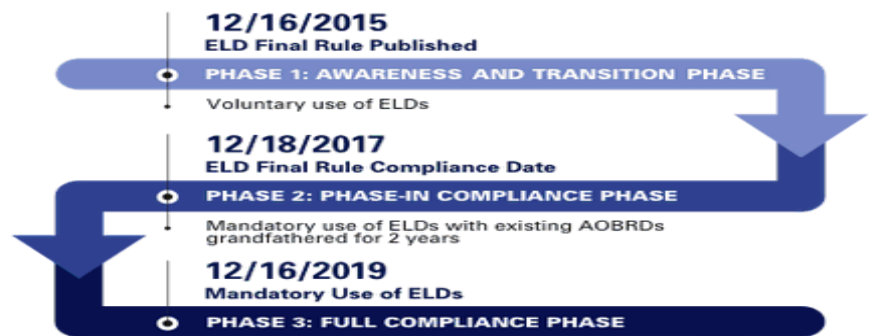 12/16/2015
ELD Final Rule Published
PHASE 1: AWARENESS AND TRANSITION PHASE
Voluntary use of ELDs
12/18/2017
ELD Final Rule Compliance Date
PHASE 2: PHASE-IN COMPLIANCE PHASE
Mandatory use of ELDs with existing AOBRDs
grandfathered for 2 years
12/16/2019
Mandatory Use of ELDs
PHASE 3: FULL COMPLIANCE PHASE